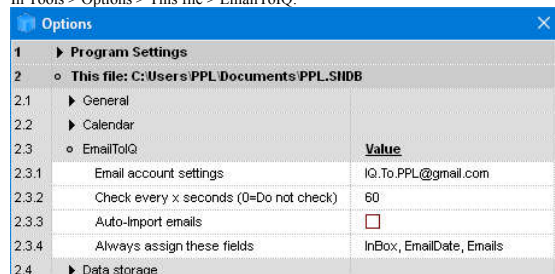 In Tools > Options > This file > EmailToIQ:
Options
1 Program Settings
2 This file: C:\Users\PPL\Documents\PPL.SNDB
2.1 General
2.2 Calendar
2.3 EmailToIQ Value
2.3.1 Email account settings IQ.To.PPL@gmail.com
2.3.2 Check every x seconds (0=Do not check) 60
2.3.3 Auto-Import emails
2.3.4 Always assign these fields InBox, EmailDate, Emails
2.4 Data storage